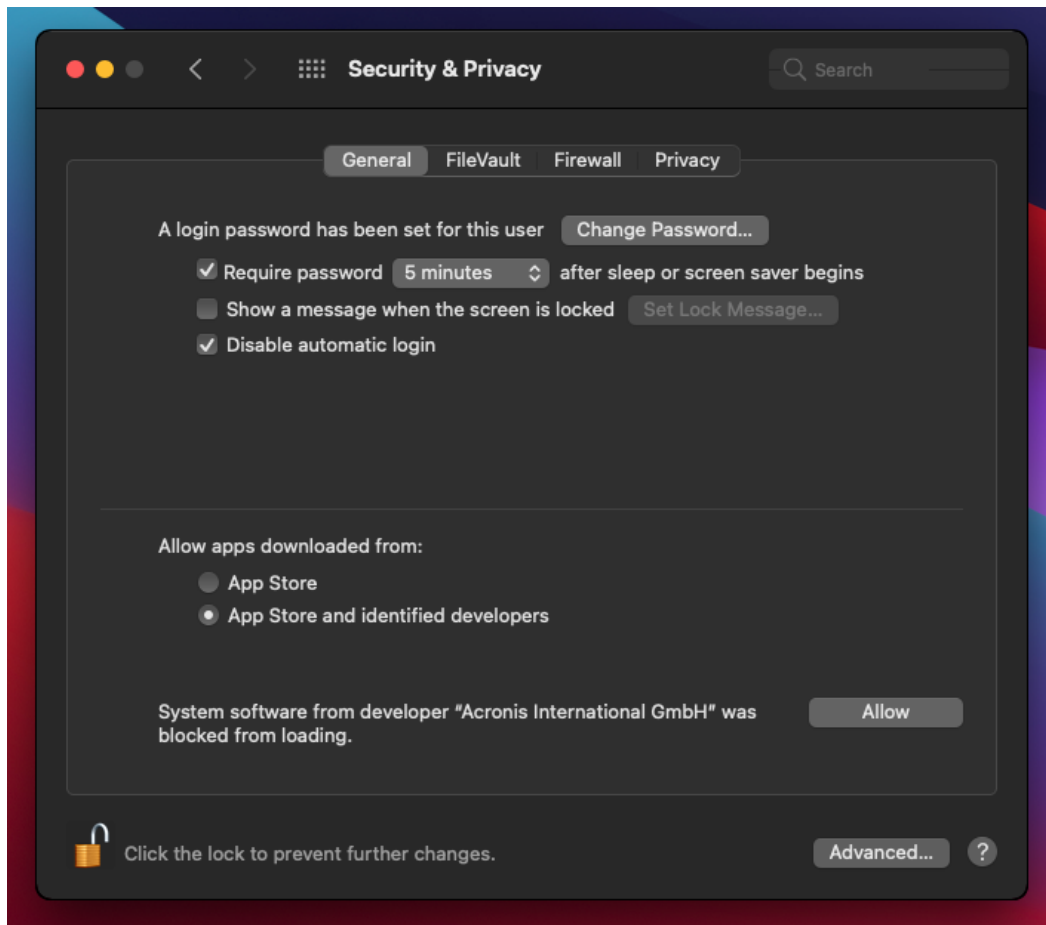 Security & Privacy
Search
General FileVault Firewall Privacy
A login password has been set for this user Change Password...
Require password 5 minutes after sleep or screen saver begins
Show a message when the screen is locked Set Lock Message...
Disable automatic login
Allow apps downloaded from:
App Store
App Store and identified developers
System software from developer "Acronis International GmbH" was Allow
blocked from loading.
Click the lock to prevent further changes. Advanced... ?